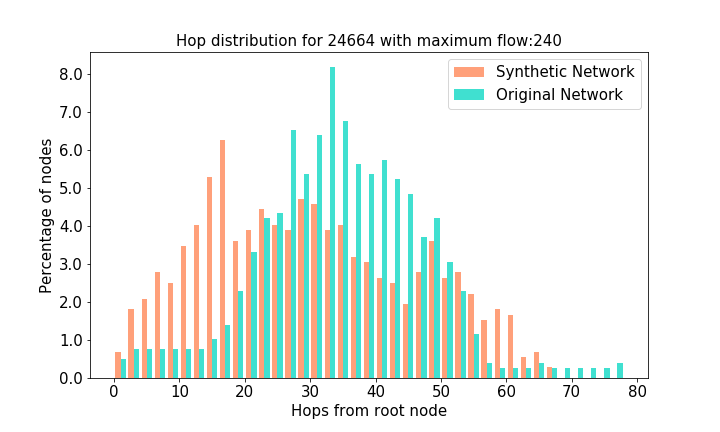 Hop distribution for 24664 with maximum flow:240
Synthetic Network
Original Network
Percentage of nodes
8.0
7.0
6.0
5.0
4.0
3.0
2.0
1.0
0.0
0 10 20 30 40 50 60 70 80
Hops from root node